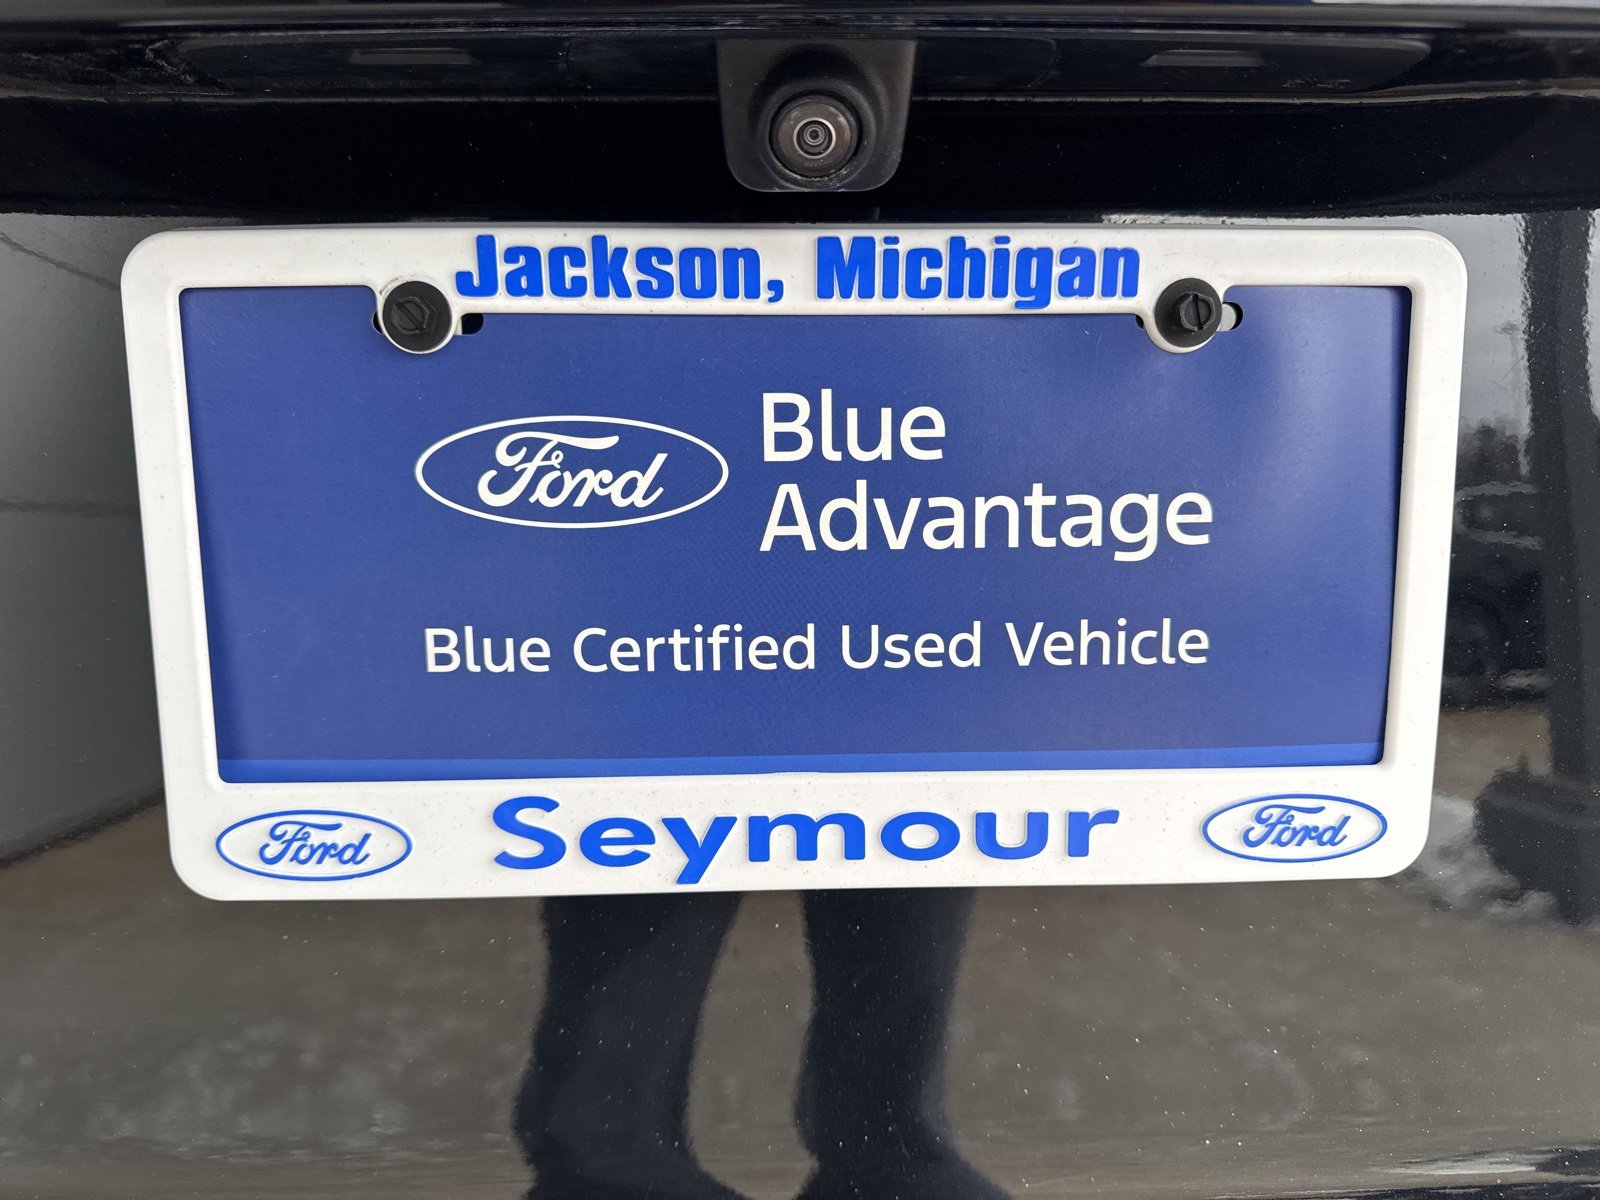 Jackson, Michigan
Ford
Blue
Advantage
Blue Certified Used Vehicle
Ford Seymour Ford